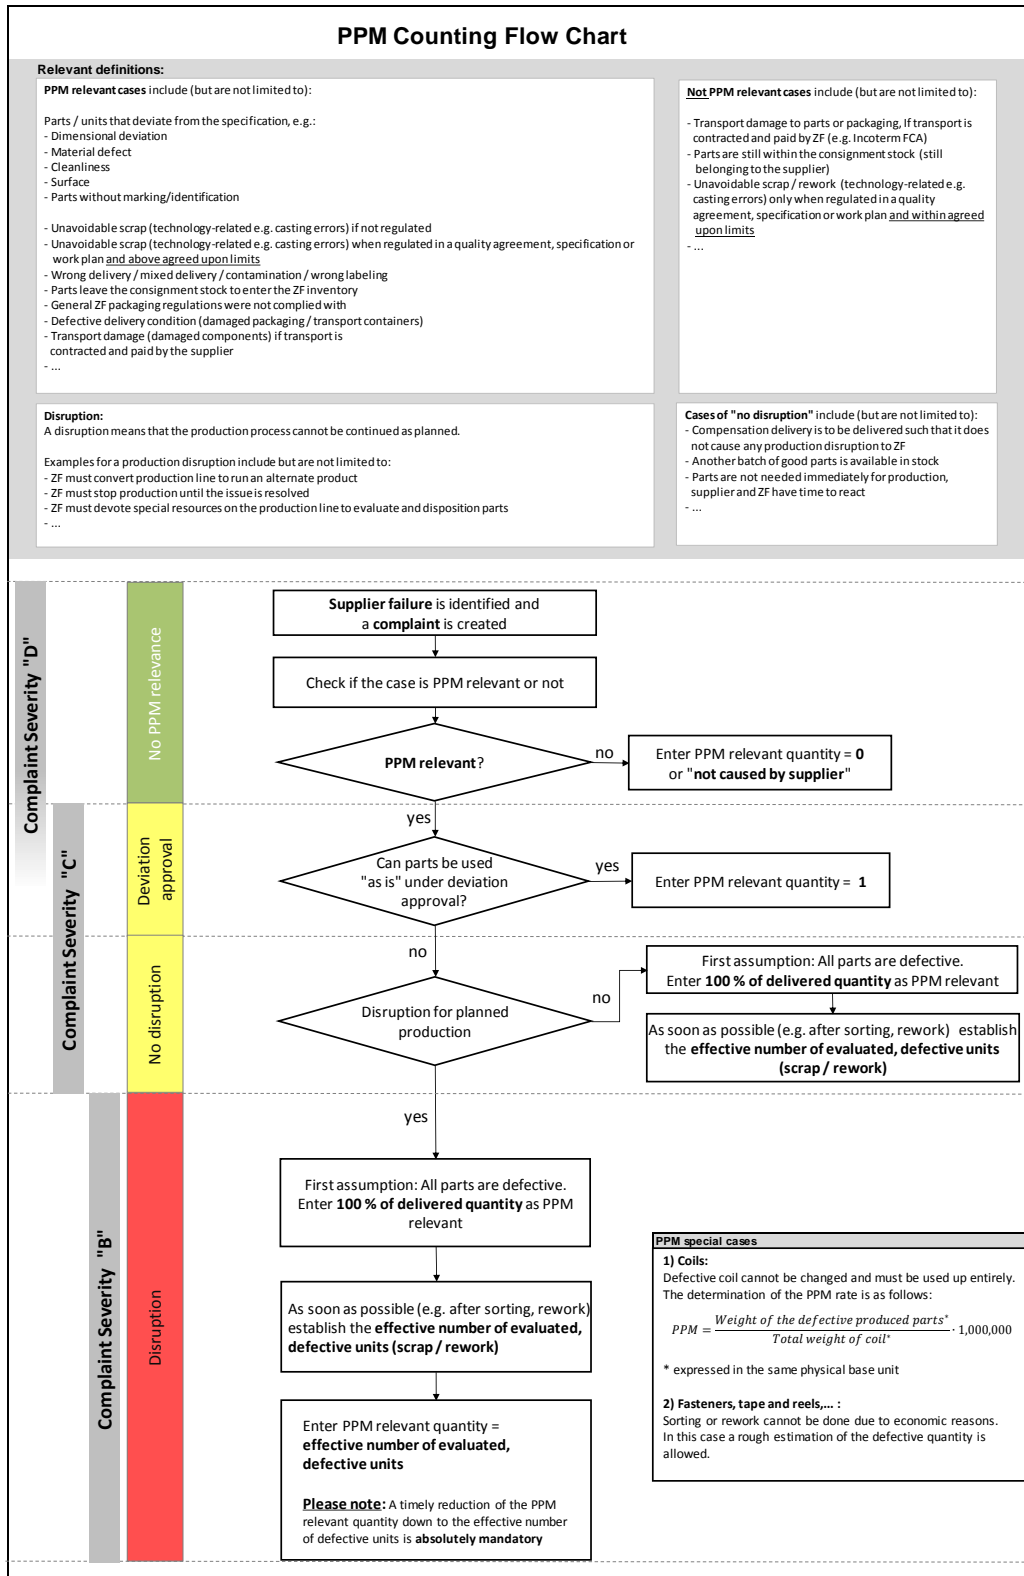 PPM Counting Flow Chart
Relevant definitions:
PPM relevant cases include (but are not limited to):
Parts / units that deviate from the specification, e.g.:
- Dimensional deviation
- Material defect
- Cleanliness
- Surface
- Parts without marking/identification
- Unavoidable scrap (technology-related e.g. casting errors) if not regulated
- Unavoidable scrap (technology-related e.g. casting errors) when regulated in a quality agreement, specification or
work plan and above agreed upon limits
- Wrong delivery / mixed delivery / contamination / wrong labeling
- Parts leave the consignment stock to enter the ZF inventory
- General ZF packaging regulations were not complied with
- Defective delivery condition (damaged packaging / transport containers)
- Transport damage (damaged components) if transport is
contracted and paid by the supplier
- ...
Not PPM relevant cases include (but are not limited to):
- Transport damage to parts or packaging, If transport is
contracted and paid by ZF (e.g. Incoterm FCA)
- Parts are still within the consignment stock (still
belonging to the supplier)
- Unavoidable scrap / rework (technology-related e.g.
casting errors) only when regulated in a quality
agreement, specification or work plan and within agreed
upon limits
- ...
Disruption:
A disruption means that the production process cannot be continued as planned.
Examples for a production disruption include but are not limited to:
- ZF must convert production line to run an alternate product
- ZF must stop production until the issue is resolved
- ZF must devote special resources on the production line to evaluate and disposition parts
- ...
Cases of "no disruption" include (but are not limited to):
- Compensation delivery is to be delivered such that it does
not cause any production disruption to ZF
- Another batch of good parts is available in stock
- Parts are not needed immediately for production,
supplier and ZF have time to react
- ...
Complaint Severity "D"
No PPM relevance
Supplier failure is identified and
a complaint is created
Check if the case is PPM relevant or not
PPM relevant?
no
Enter PPM relevant quantity = 0
or "not caused by supplier"
yes
Complaint Severity "C"
Deviation
approval
Can parts be used
"as is" under deviation
approval?
yes
Enter PPM relevant quantity = 1
no
No disruption
Disruption for planned
production
no
First assumption: All parts are defective.
Enter 100 % of delivered quantity as PPM relevant
As soon as possible (e.g. after sorting, rework) establish
the effective number of evaluated, defective units
(scrap / rework)
yes
Complaint Severity "B"
Disruption
First assumption: All parts are defective.
Enter 100 % of delivered quantity as PPM
relevant
As soon as possible (e.g. after sorting, rework)
establish the effective number of evaluated,
defective units (scrap / rework)
Enter PPM relevant quantity =
effective number of evaluated,
defective units
Please note: A timely reduction of the PPM
relevant quantity down to the effective number
of defective units is absolutely mandatory
PPM special cases
1) Coils:
Defective coil cannot be changed and must be used up entirely.
The determination of the PPM rate is as follows:
PPM = Weight of the defective produced parts* / Total weight of coil* · 1,000,000
* expressed in the same physical base unit
2) Fasteners, tape and reels,... :
Sorting or rework cannot be done due to economic reasons.
In this case a rough estimation of the defective quantity is
allowed.